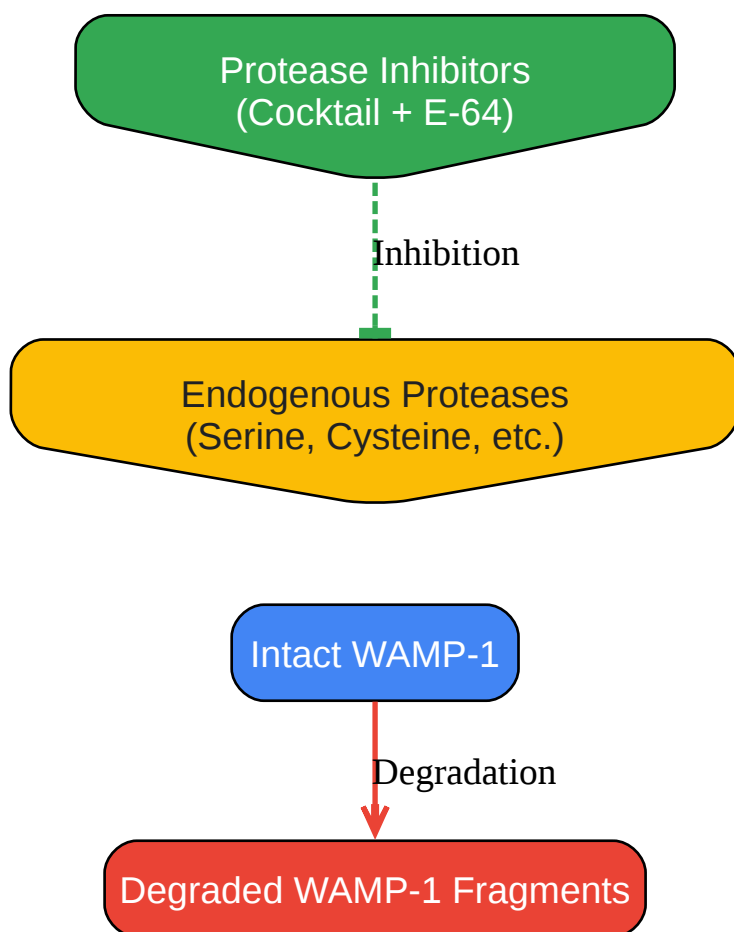 Protease Inhibitors
(Cocktail + E-64)
Inhibition
Endogenous Proteases
(Serine, Cysteine, etc.)
Intact WAMP-1
Degradation
Degraded WAMP-1 Fragments